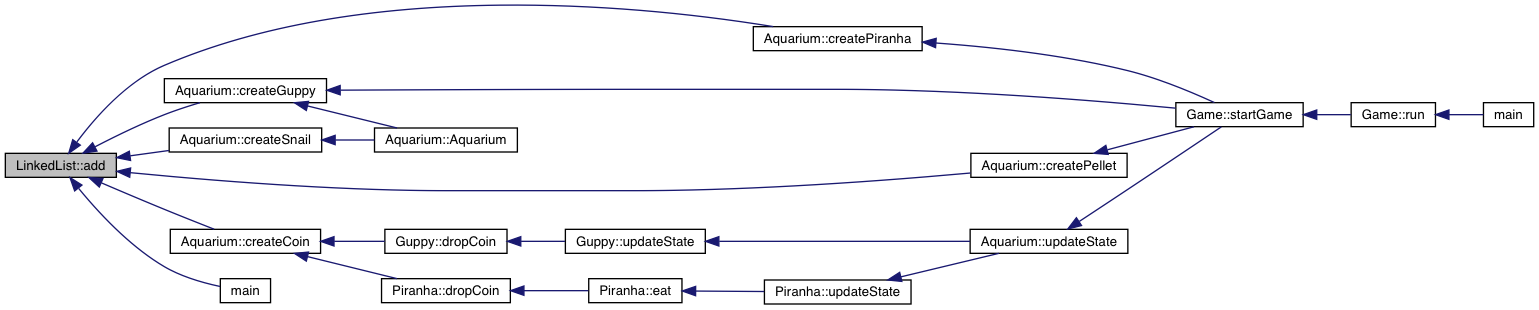 Aquarium::createPiranha
Aquarium::createGuppy
Game::startGame
Game::run
main
Aquarium::createSnail
Aquarium::Aquarium
LinkedList::add
Aquarium::createPellet
Aquarium::createCoin
Guppy::dropCoin
Guppy::updateState
Aquarium::updateState
main
Piranha::dropCoin
Piranha::eat
Piranha::updateState